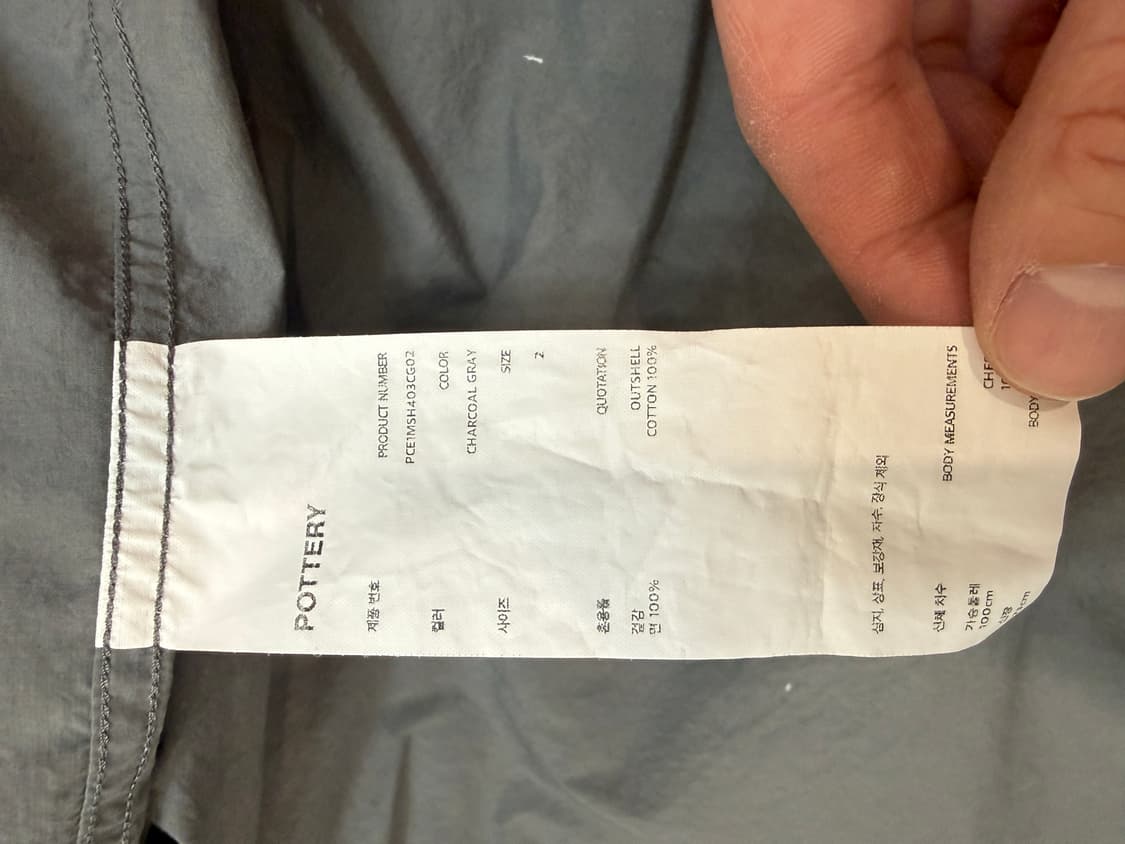 POTTERY
제품 번호 PRODUCT NUMBER
PCE1MSH403CG02
컬러 COLOR
CHARCOAL GRAY
사이즈 SIZE
2
혼용율 QUOTATION
겉감 OUTSHELL
면 100% COTTON 100%
심지, 상표, 보강재, 자수, 장식 제외
신체 치수 BODY MEASUREMENTS
가슴둘레
100cm
BODY